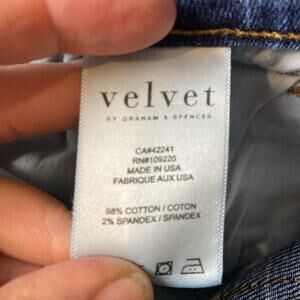 velvet
BY GRAHAM & SPENCER
CA#42241
RN#109220
MADE IN USA
FABRIQUE AUX USA
98% COTTON / COTON
2% SPANDEX / SPANDEX